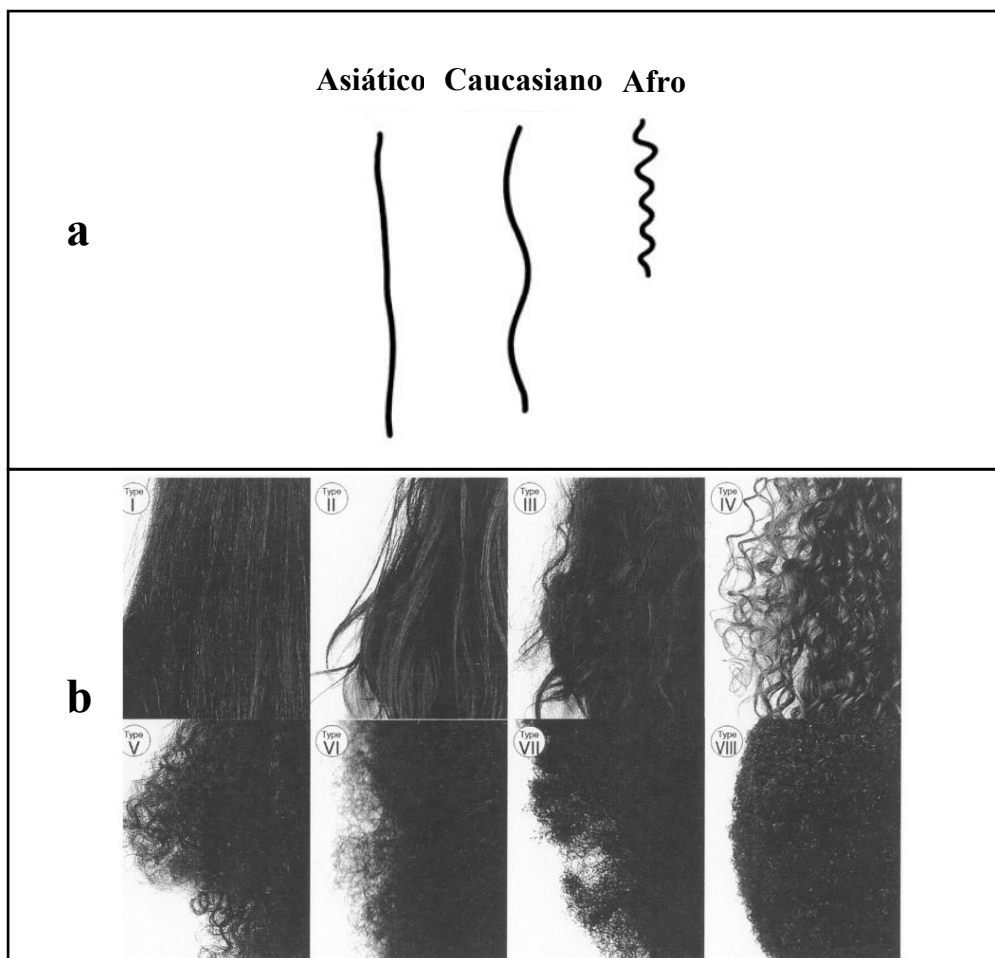 Asiático Caucasiano Afro
a
Type I
Type II
Type III
Type IV
b
Type V
Type VI
Type VII
Type VIII